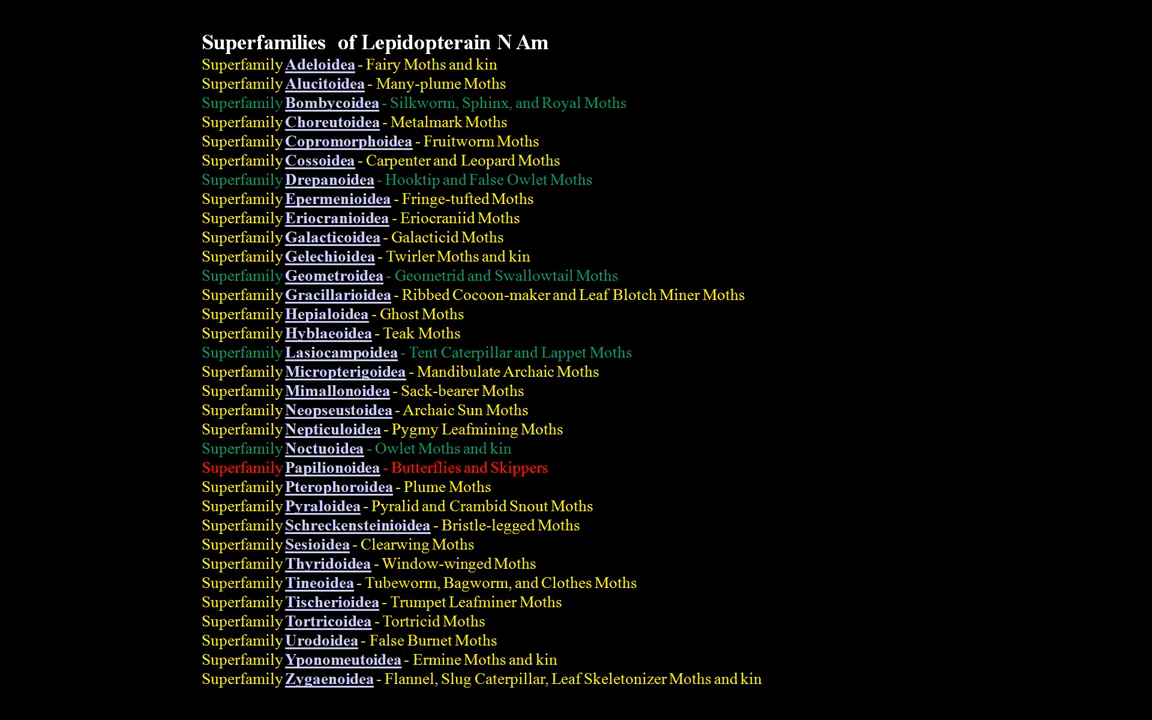 Superfamilies of Lepidopterain N Am
Superfamily Adeloidea - Fairy Moths and kin
Superfamily Alucitoidea - Many-plume Moths
Superfamily Bombycoidea - Silkworm, Sphinx, and Royal Moths
Superfamily Choreutoidea - Metalmark Moths
Superfamily Copromorphoidea - Fruitworm Moths
Superfamily Cossoidea - Carpenter and Leopard Moths
Superfamily Drepanoidea - Hooktip and False Owlet Moths
Superfamily Epermenioidea - Fringe-tufted Moths
Superfamily Eriocranioidea - Eriocraniid Moths
Superfamily Galacticoidea - Galacticid Moths
Superfamily Gelechioidea - Twirler Moths and kin
Superfamily Geometroidea - Geometrid and Swallowtail Moths
Superfamily Gracillarioidea - Ribbed Cocoon-maker and Leaf Blotch Miner Moths
Superfamily Hepialoidea - Ghost Moths
Superfamily Hyblaeoidea - Teak Moths
Superfamily Lasiocampoidea - Tent Caterpillar and Lappet Moths
Superfamily Micropterigoidea - Mandibulate Archaic Moths
Superfamily Mimallonoidea - Sack-bearer Moths
Superfamily Neopseustoidea - Archaic Sun Moths
Superfamily Nepticuloidea - Pygmy Leafmining Moths
Superfamily Noctuoidea - Owlet Moths and kin
Superfamily Papilionoidea - Butterflies and Skippers
Superfamily Pterophoroidea - Plume Moths
Superfamily Pyraloidea - Pyralid and Crambid Snout Moths
Superfamily Schreckensteinioidea - Bristle-legged Moths
Superfamily Sesioidea - Clearwing Moths
Superfamily Thyridoidea - Window-winged Moths
Superfamily Tineoidea - Tubeworm, Bagworm, and Clothes Moths
Superfamily Tischerioidea - Trumpet Leafminer Moths
Superfamily Tortricoidea - Tortricid Moths
Superfamily Urodoidea - False Burnet Moths
Superfamily Yponomeutoidea - Ermine Moths and kin
Superfamily Zygaenoidea - Flannel, Slug Caterpillar, Leaf Skeletonizer Moths and kin